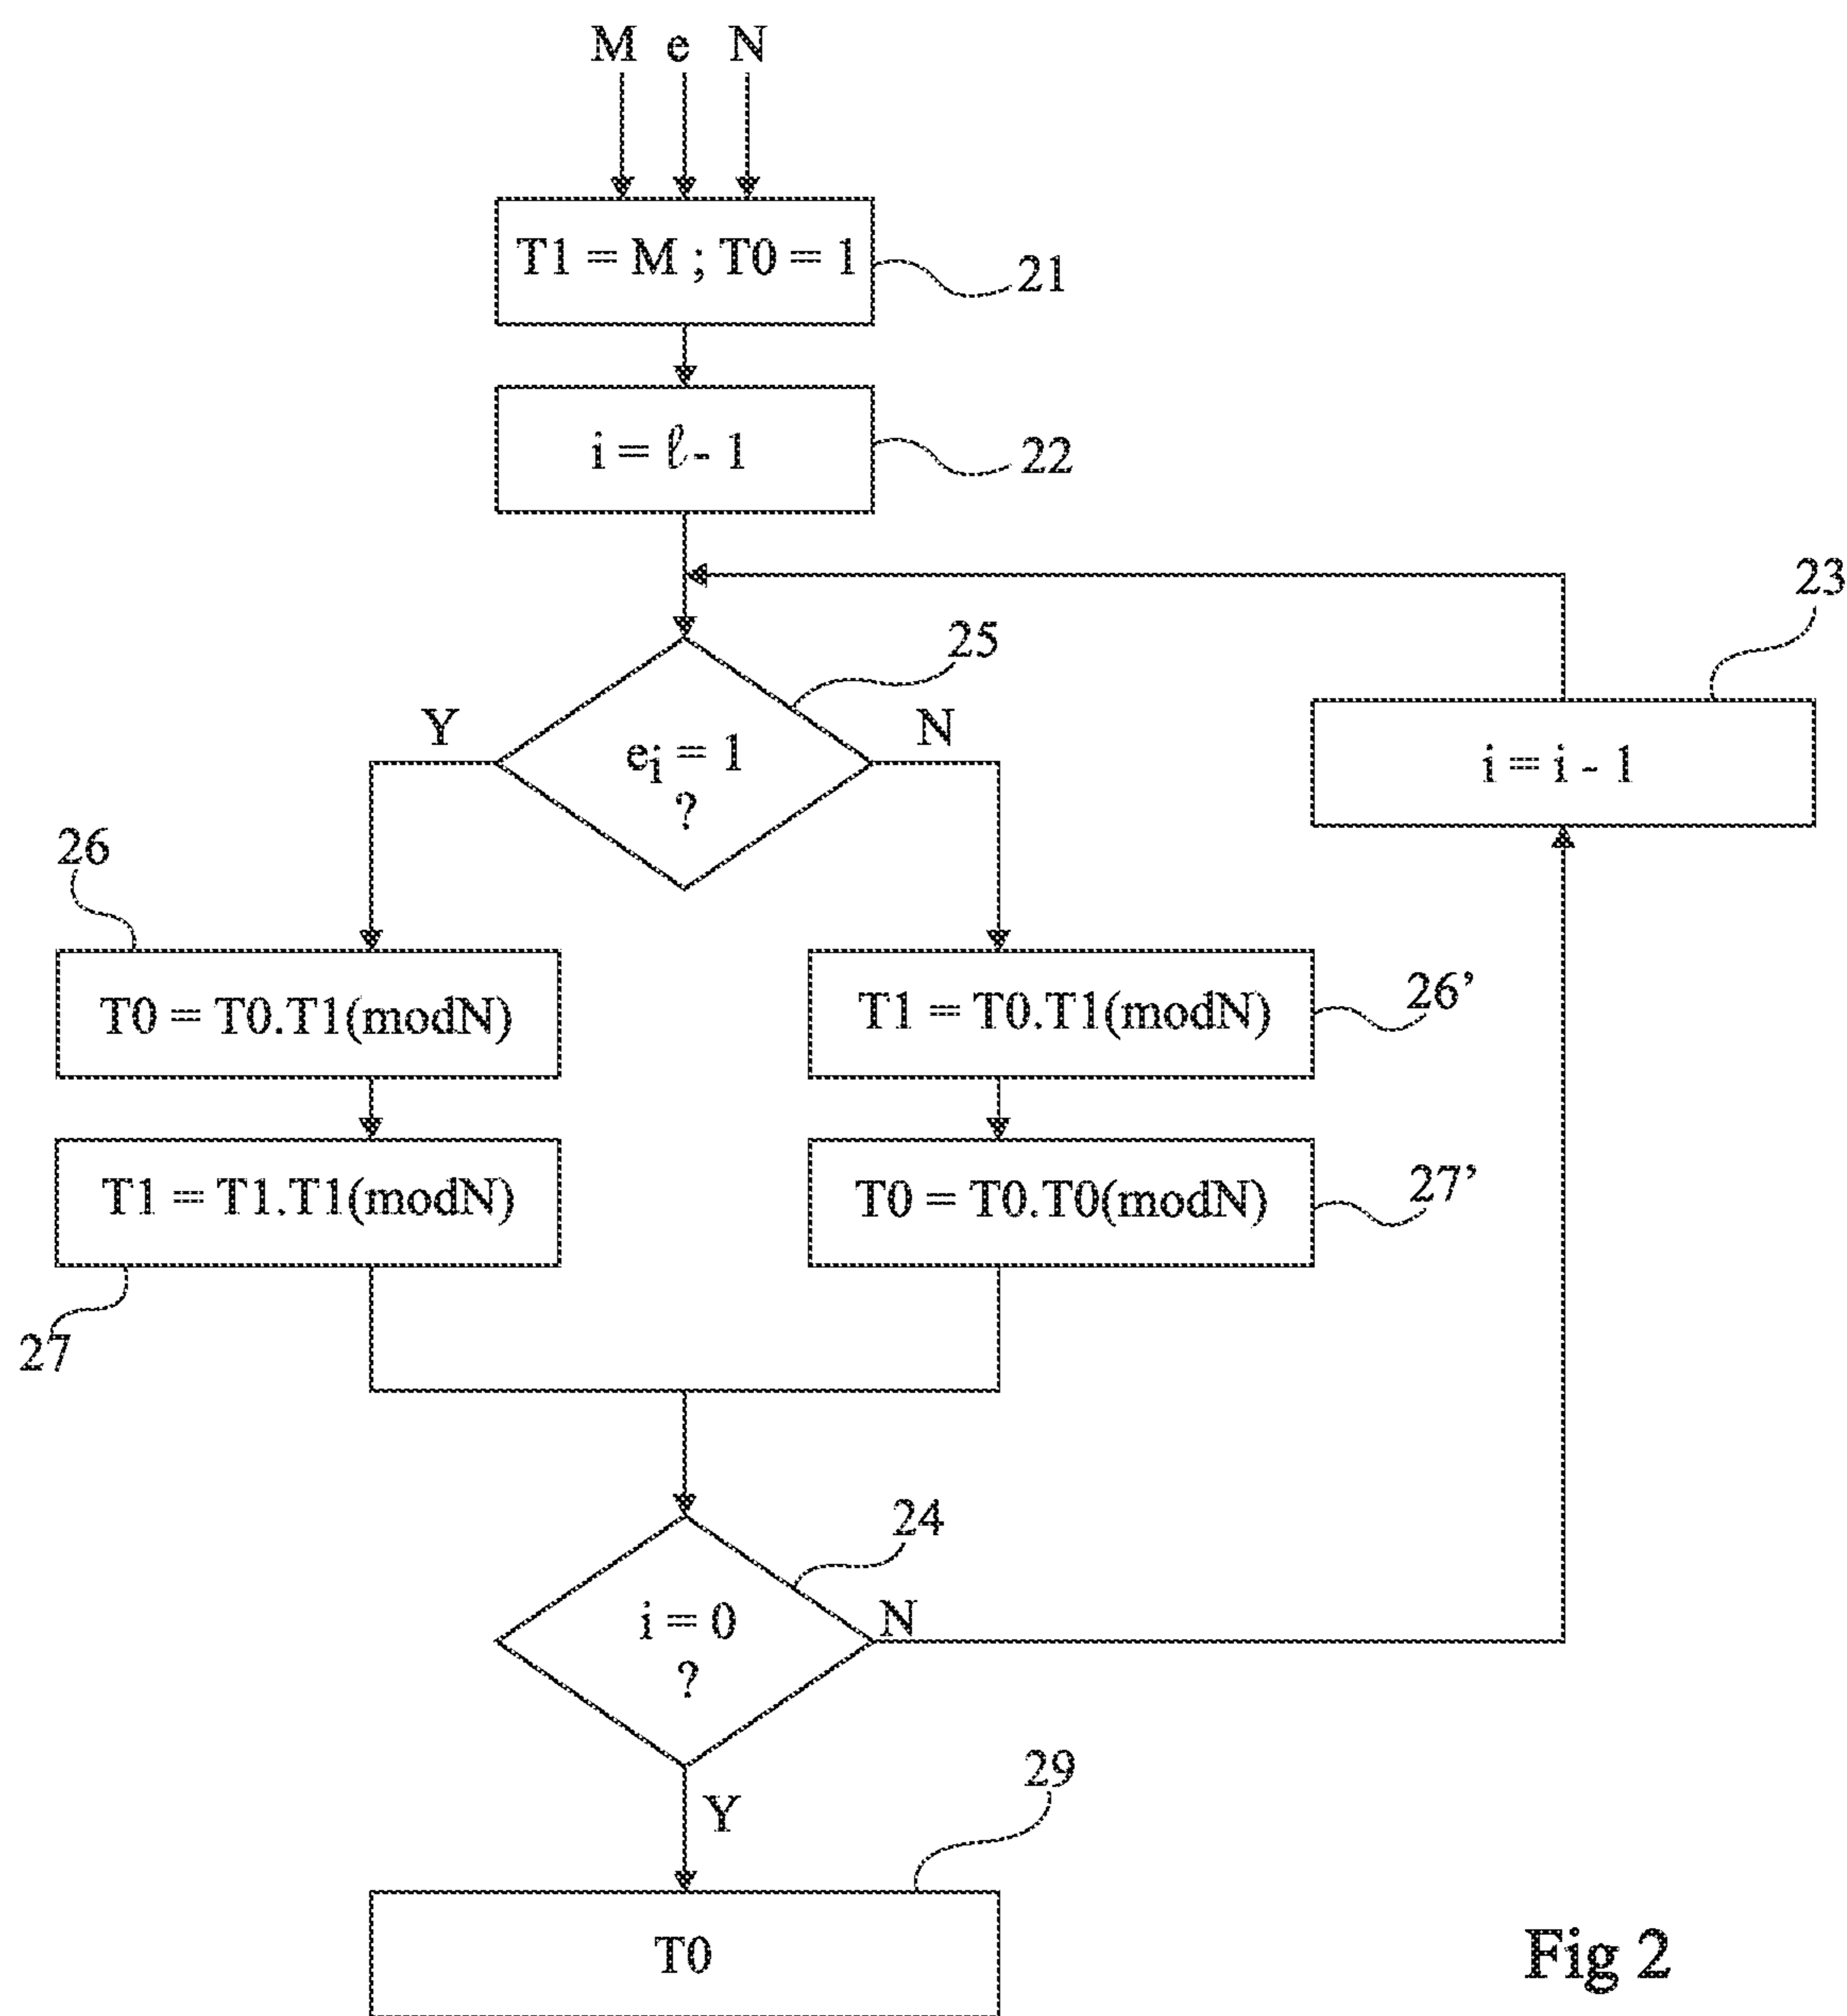 M e N
T1 = M ; T0 = 1
21
i = ℓ - 1
22
23
25
Y
N
ei = 1
?
i = i - 1
26
T0 = T0.T1(modN)
T1 = T0.T1(modN)
26’
T1 = T1.T1(modN)
T0 = T0.T0(modN)
27’
27
24
i = 0
?
N
Y
29
T0
Fig 2